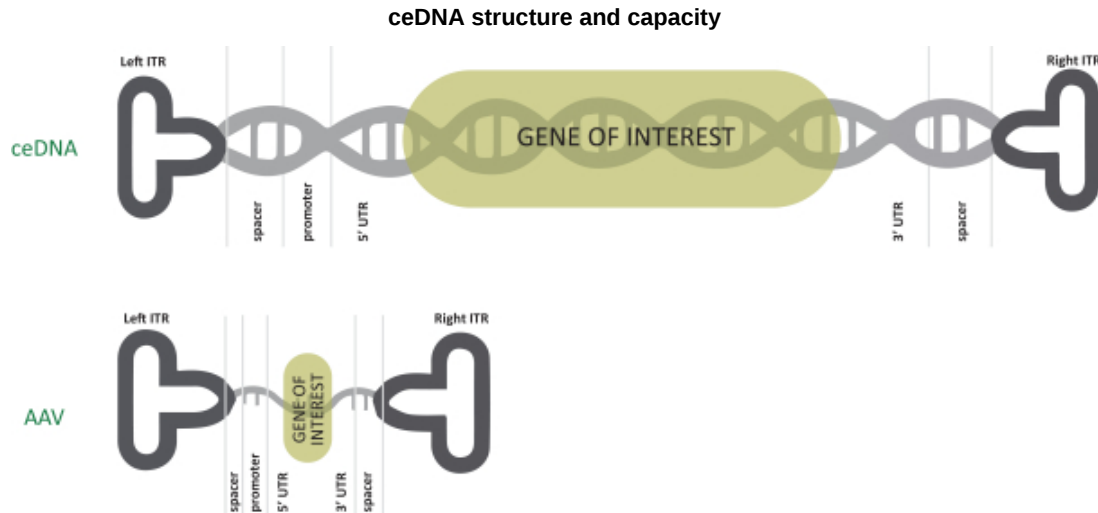 ceDNA structure and capacity
Left ITR
Right ITR
ceDNA
GENE OF INTEREST
spacer
promoter
5' UTR
3' UTR
spacer
Left ITR
Right ITR
AAV
GENE OF
INTEREST
spacer
promoter
5' UTR
3' UTR
spacer